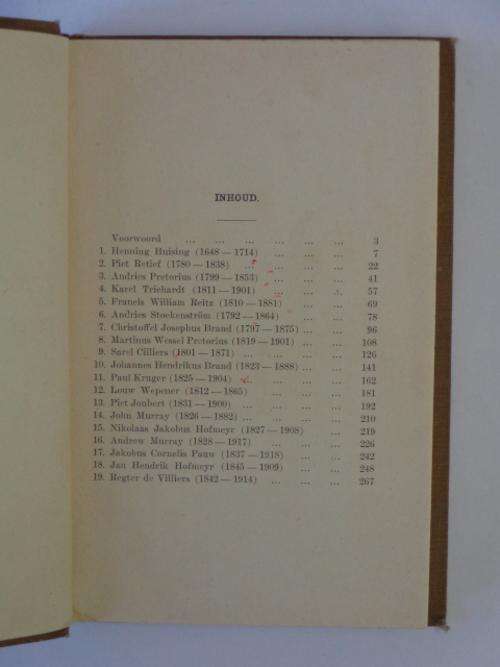 INHOUD.
Voorwoord ... ... ... ... ... ... 3
1. Henning Huising (1648 — 1714) ... ... ... 7
2. Piet Retief (1780 — 1838) ... ... ... ... 22
3. Andries Pretorius (1799 — 1853) ... ... ... 41
4. Karel Trichardt (1811 — 1901) ... ... ... 57
5. Francis William Reitz (1810 — 1881) ... ... 69
6. Andries Stockenström (1792 — 1864) ... ... 78
7. Christoffel Josephus Brand (1797 — 1875) ... ... 96
8. Martinus Wessel Pretorius (1819 — 1901) ... ... 108
9. Sarel Cilliers (1801 — 1871) ... ... ... ... 126
10. Johannes Hendrikus Brand (1823 — 1888) ... ... 141
11. Paul Kruger (1825 — 1904) ... ... ... ... 162
12. Louw Wepener (1812 — 1865) ... ... ... 181
13. Piet Joubert (1831 — 1900) ... ... ... ... 192
14. John Murray (1826 — 1882) ... ... ... ... 210
15. Nikolaas Jakobus Hofmeyr (1827 — 1908) ... 219
16. Andrew Murray (1828 — 1917) ... ... ... 226
17. Jakobus Cornelis Pauw (1837 — 1918) ... ... 242
18. Jan Hendrik Hofmeyr (1845 — 1909) ... ... 248
19. Regter de Villiers (1842 — 1914) ... ... ... 267